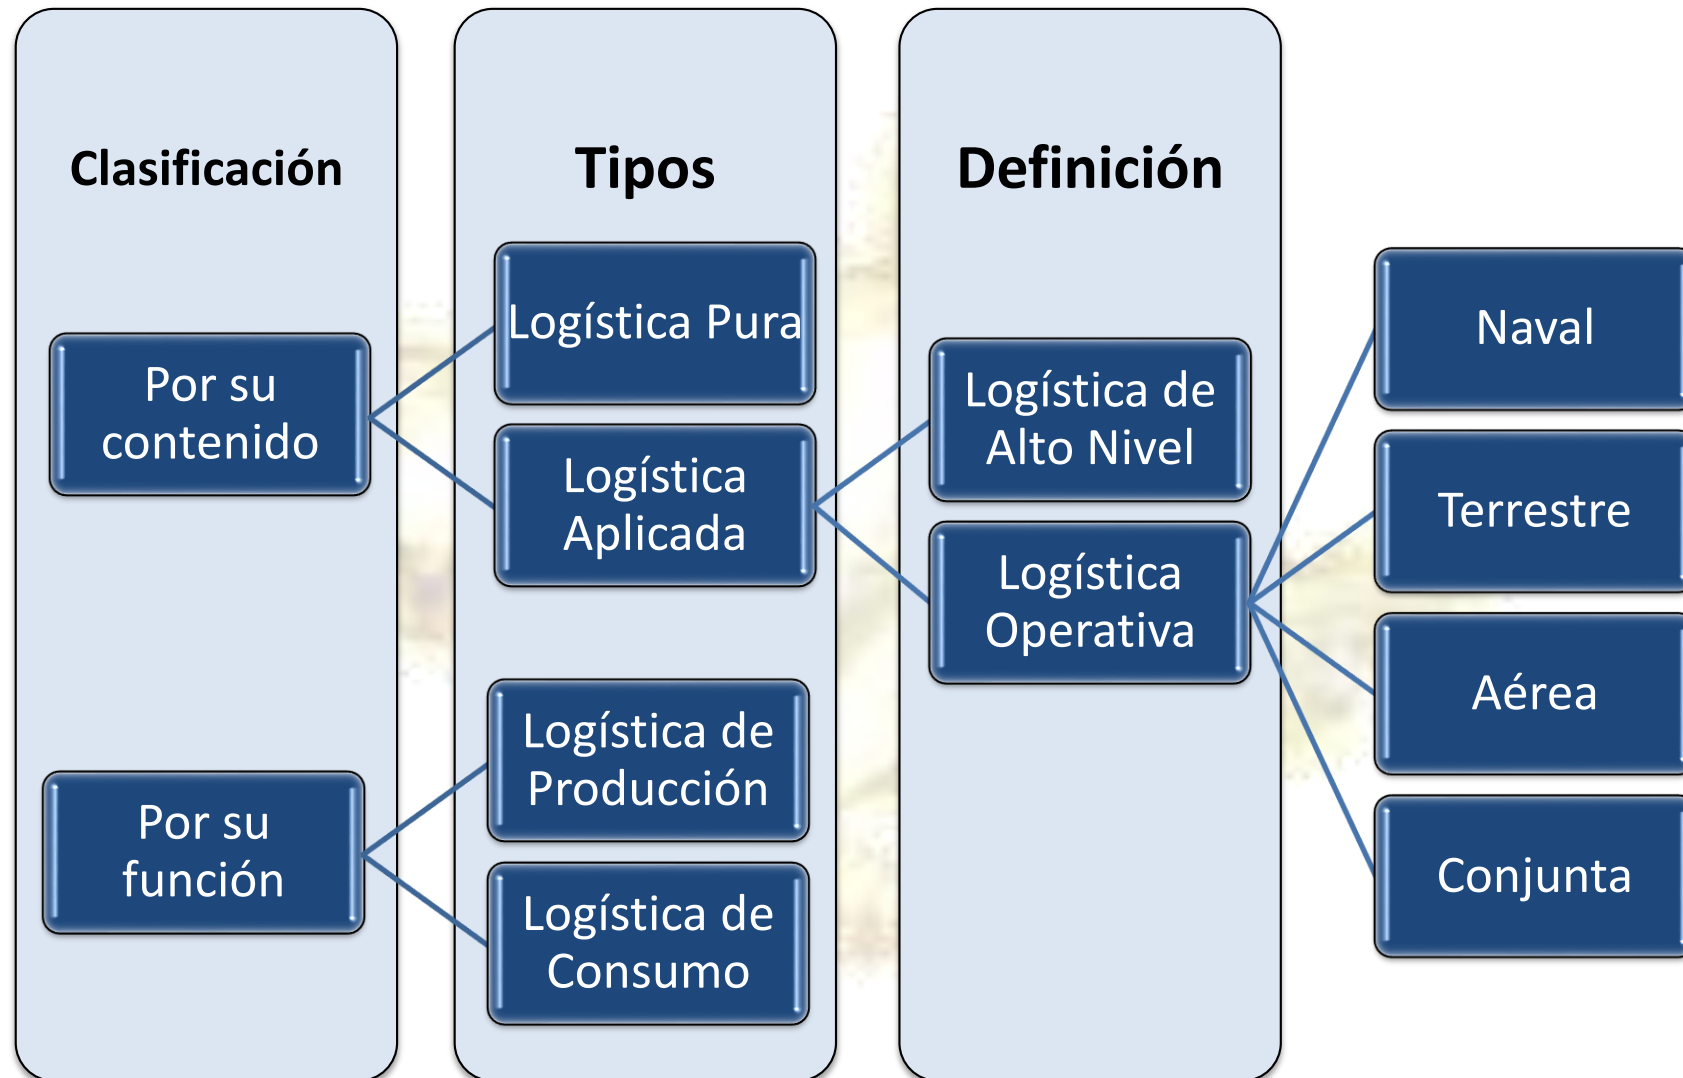 Clasificación
Por su
contenido
Por su
función
Tipos
Logística Pura
Logística
Aplicada
Logística de
Producción
Logística de
Consumo
Definición
Logística de
Alto Nivel
Logística
Operativa
Naval
Terrestre
Aérea
Conjunta